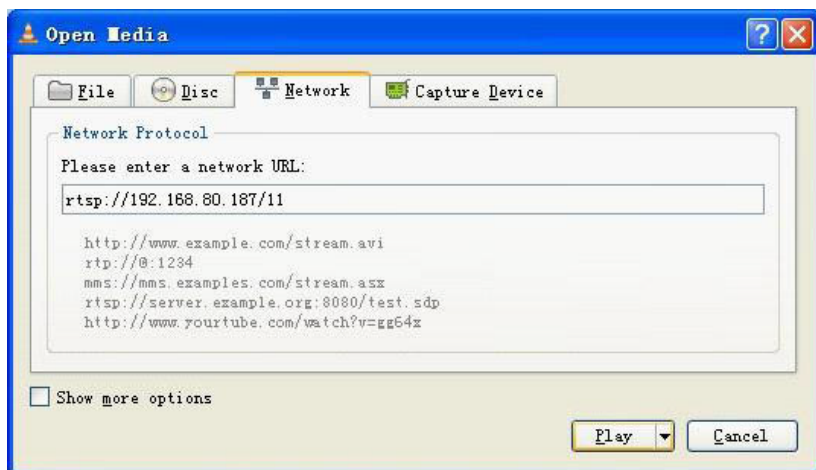 Open Media
File
Disc
Network
Capture Device
Network Protocol
Please enter a network URL:
rtsp://192.168.80.187/11
http://www.example.com/stream.avi
rtp://@:1234
mms://mms.examples.com/stream.asx
rtsp://server.example.org:8080/test.sdp
http://www.yourtube.com/watch?v=gg64x
Show more options
Play
Cancel